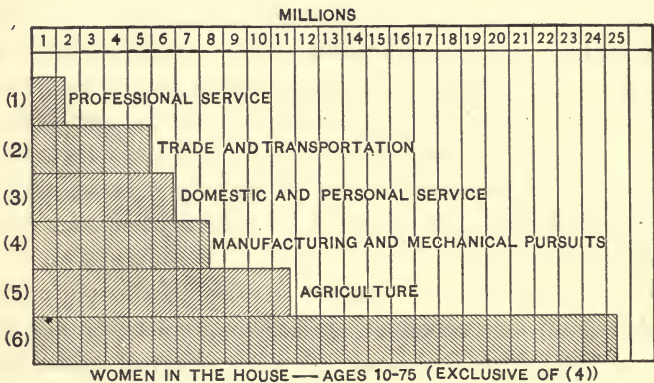 MILLIONS
1 2 3 4 5 6 7 8 9 10 11 12 13 14 15 16 17 18 19 20 21 22 23 24 25
(1) PROFESSIONAL SERVICE
(2) TRADE AND TRANSPORTATION
(3) DOMESTIC AND PERSONAL SERVICE
(4) MANUFACTURING AND MECHANICAL PURSUITS
(5) AGRICULTURE
(6)
WOMEN IN THE HOUSE — AGES 10-75 (EXCLUSIVE OF (4))